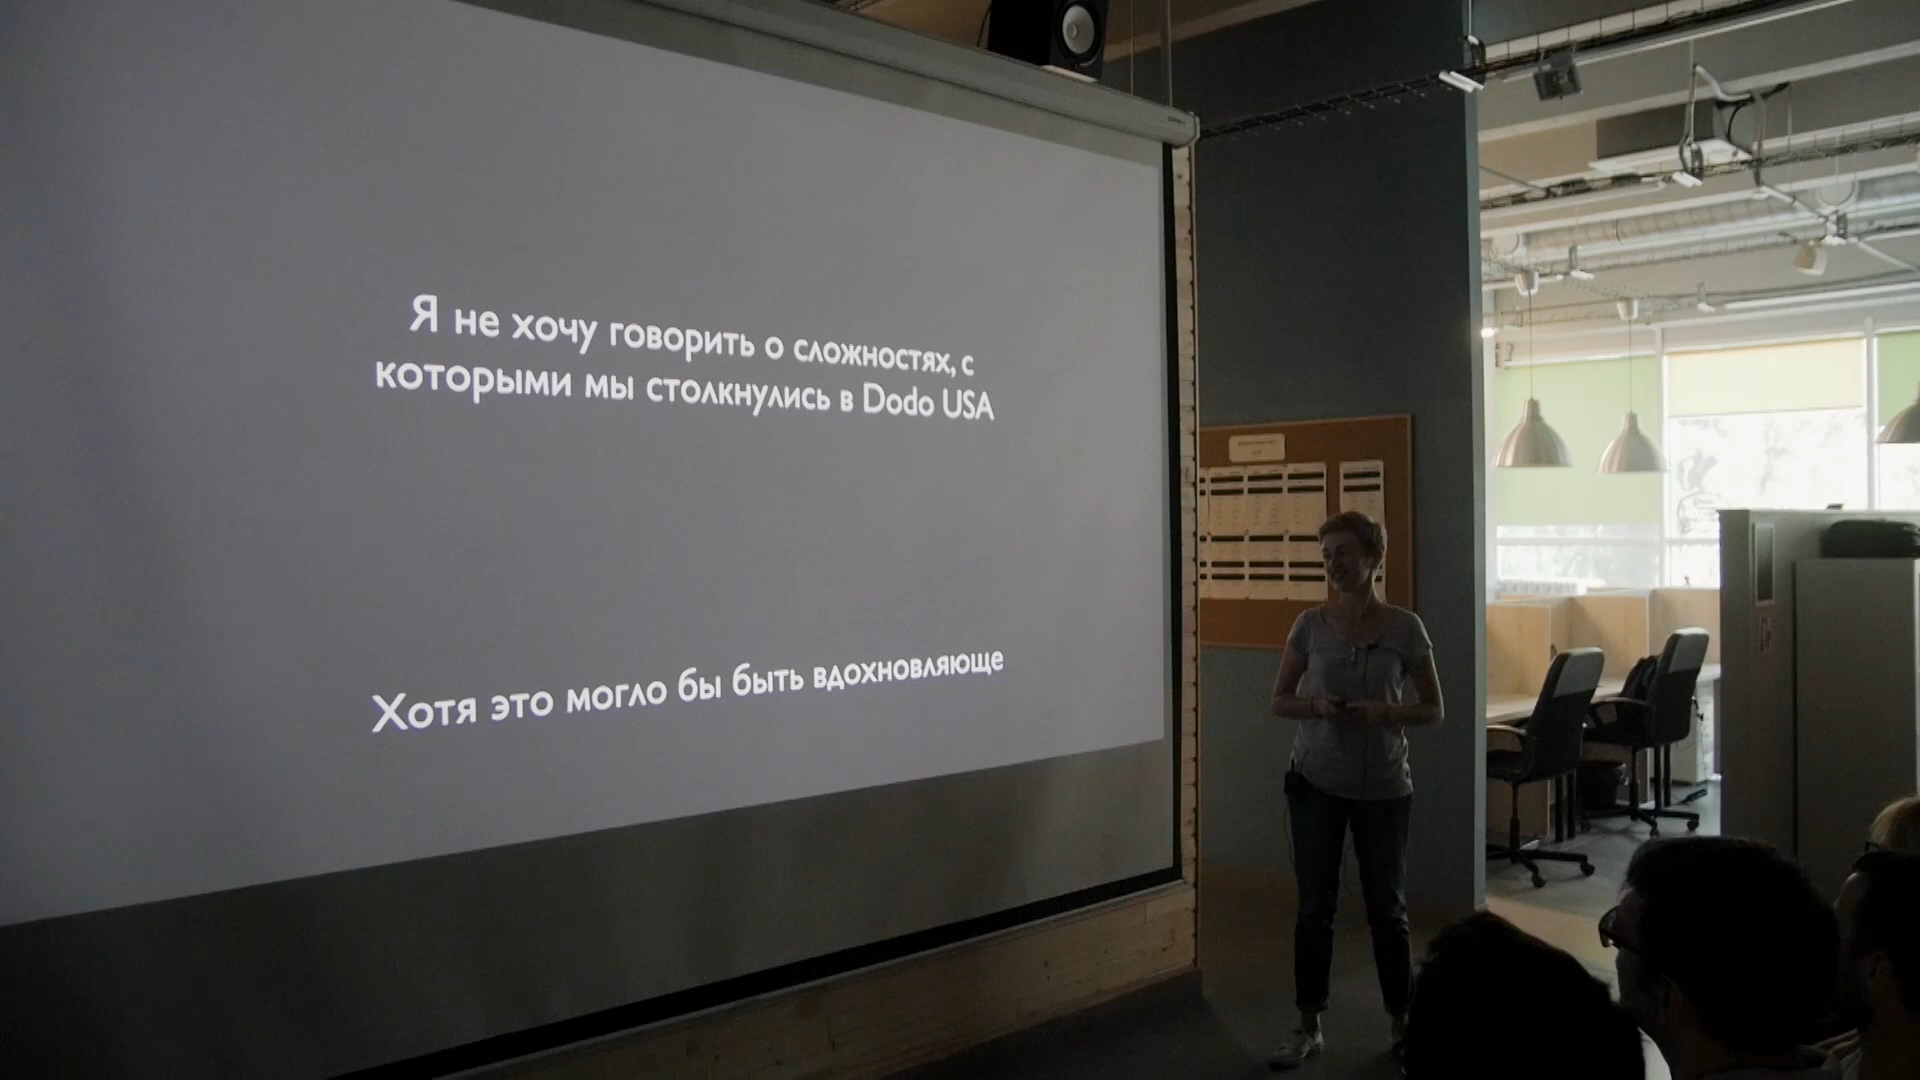 Я не хочу говорить о сложностях, с
которыми мы столкнулись в Dodo USA
Хотя это могло бы быть вдохновляюще